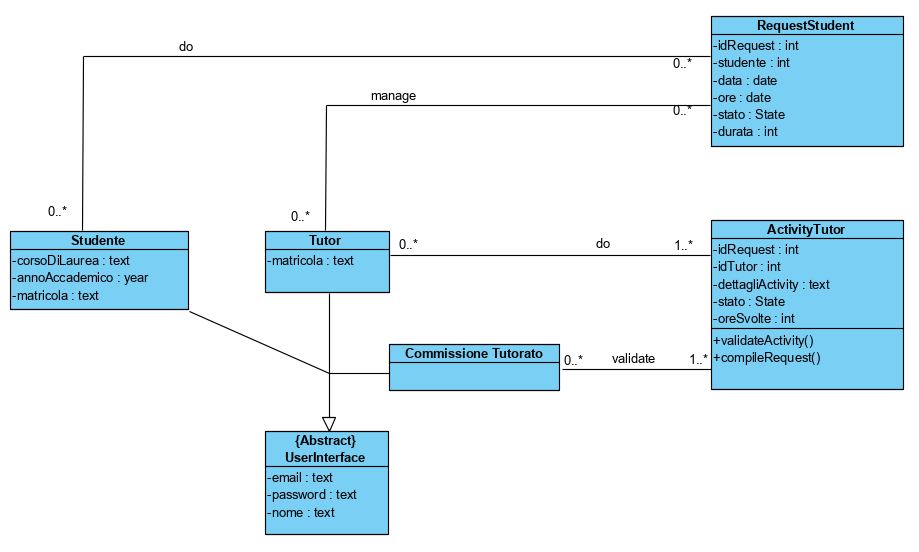 RequestStudent
-idRequest : int
-studente : int
-data : date
-ore : date
-stato : State
-durata : int
do
0..*
0..*
manage
0..*
0..*
Studente
-corsoDiLaurea : text
-annoAccademico : year
-matricola : text
Tutor
-matricola : text
0..*
do
1..*
ActivityTutor
-idRequest : int
-idTutor : int
-dettagliActivity : text
-stato : State
-oreSvolte : int
+validateActivity()
+compileRequest()
Commissione Tutorato
0..*
validate
1..*
{Abstract}
UserInterface
-email : text
-password : text
-nome : text